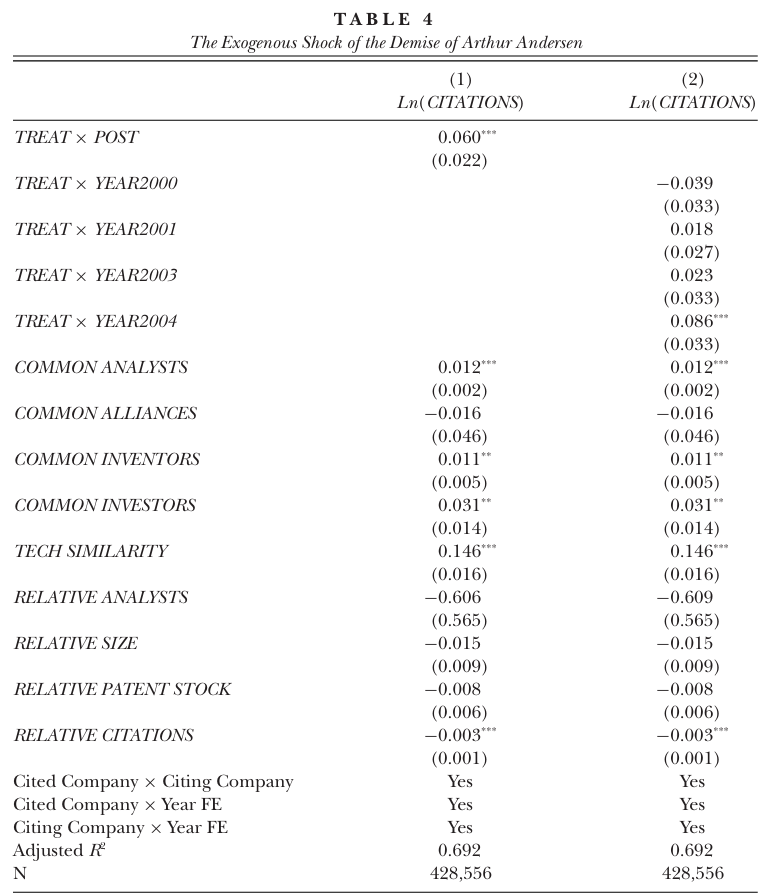 TABLE 4
The Exogenous Shock of the Demise of Arthur Andersen
(1) (2)
Ln(CITATIONS) Ln(CITATIONS)
TREAT × POST 0.060***
(0.022)
TREAT × YEAR2000 −0.039
(0.033)
TREAT × YEAR2001 0.018
(0.027)
TREAT × YEAR2003 0.023
(0.033)
TREAT × YEAR2004 0.086***
(0.033)
COMMON ANALYSTS 0.012*** 0.012***
(0.002) (0.002)
COMMON ALLIANCES −0.016 −0.016
(0.046) (0.046)
COMMON INVENTORS 0.011** 0.011**
(0.005) (0.005)
COMMON INVESTORS 0.031** 0.031**
(0.014) (0.014)
TECH SIMILARITY 0.146*** 0.146***
(0.016) (0.016)
RELATIVE ANALYSTS −0.606 −0.609
(0.565) (0.565)
RELATIVE SIZE −0.015 −0.015
(0.009) (0.009)
RELATIVE PATENT STOCK −0.008 −0.008
(0.006) (0.006)
RELATIVE CITATIONS −0.003*** −0.003***
(0.001) (0.001)
Cited Company × Citing Company Yes Yes
Cited Company × Year FE Yes Yes
Citing Company × Year FE Yes Yes
Adjusted R² 0.692 0.692
N 428,556 428,556